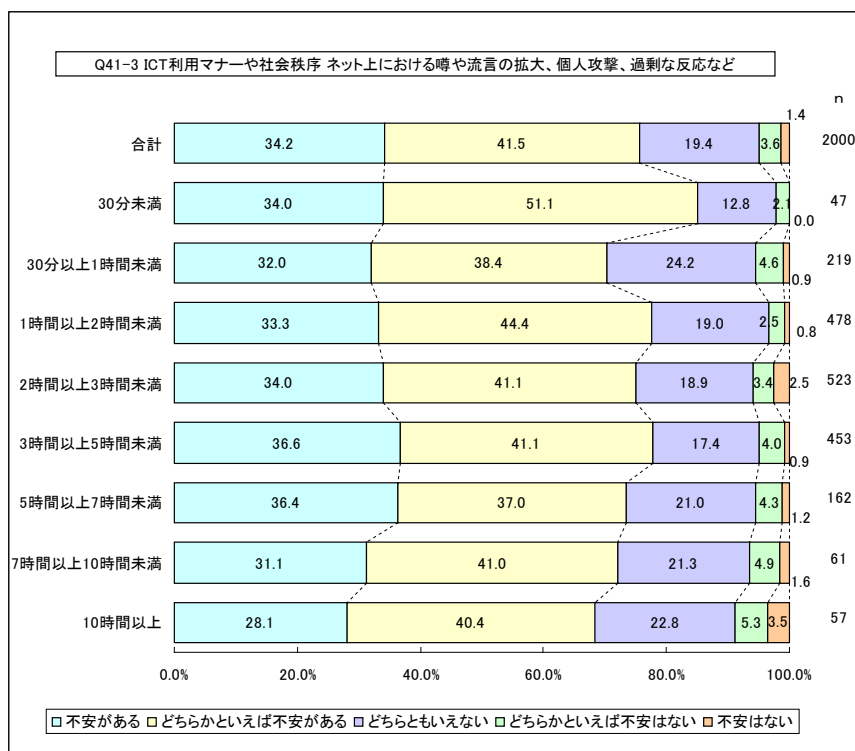 Q41-3 ICT利用マナーや社会秩序 ネット上における噂や流言の拡大、個人攻撃、過剰な反応など
n
1.4
合計 34.2 41.5 19.4 3.6 2000
30分未満 34.0 51.1 12.8 2.1 0.0 47
30分以上1時間未満 32.0 38.4 24.2 4.6 0.9 219
1時間以上2時間未満 33.3 44.4 19.0 2.5 0.8 478
2時間以上3時間未満 34.0 41.1 18.9 3.4 2.5 523
3時間以上5時間未満 36.6 41.1 17.4 4.0 0.9 453
5時間以上7時間未満 36.4 37.0 21.0 4.3 1.2 162
7時間以上10時間未満 31.1 41.0 21.3 4.9 1.6 61
10時間以上 28.1 40.4 22.8 5.3 3.5 57
0.0% 20.0% 40.0% 60.0% 80.0% 100.0%
不安がある どちらかといえば不安がある どちらともいえない どちらかといえば不安はない 不安はない